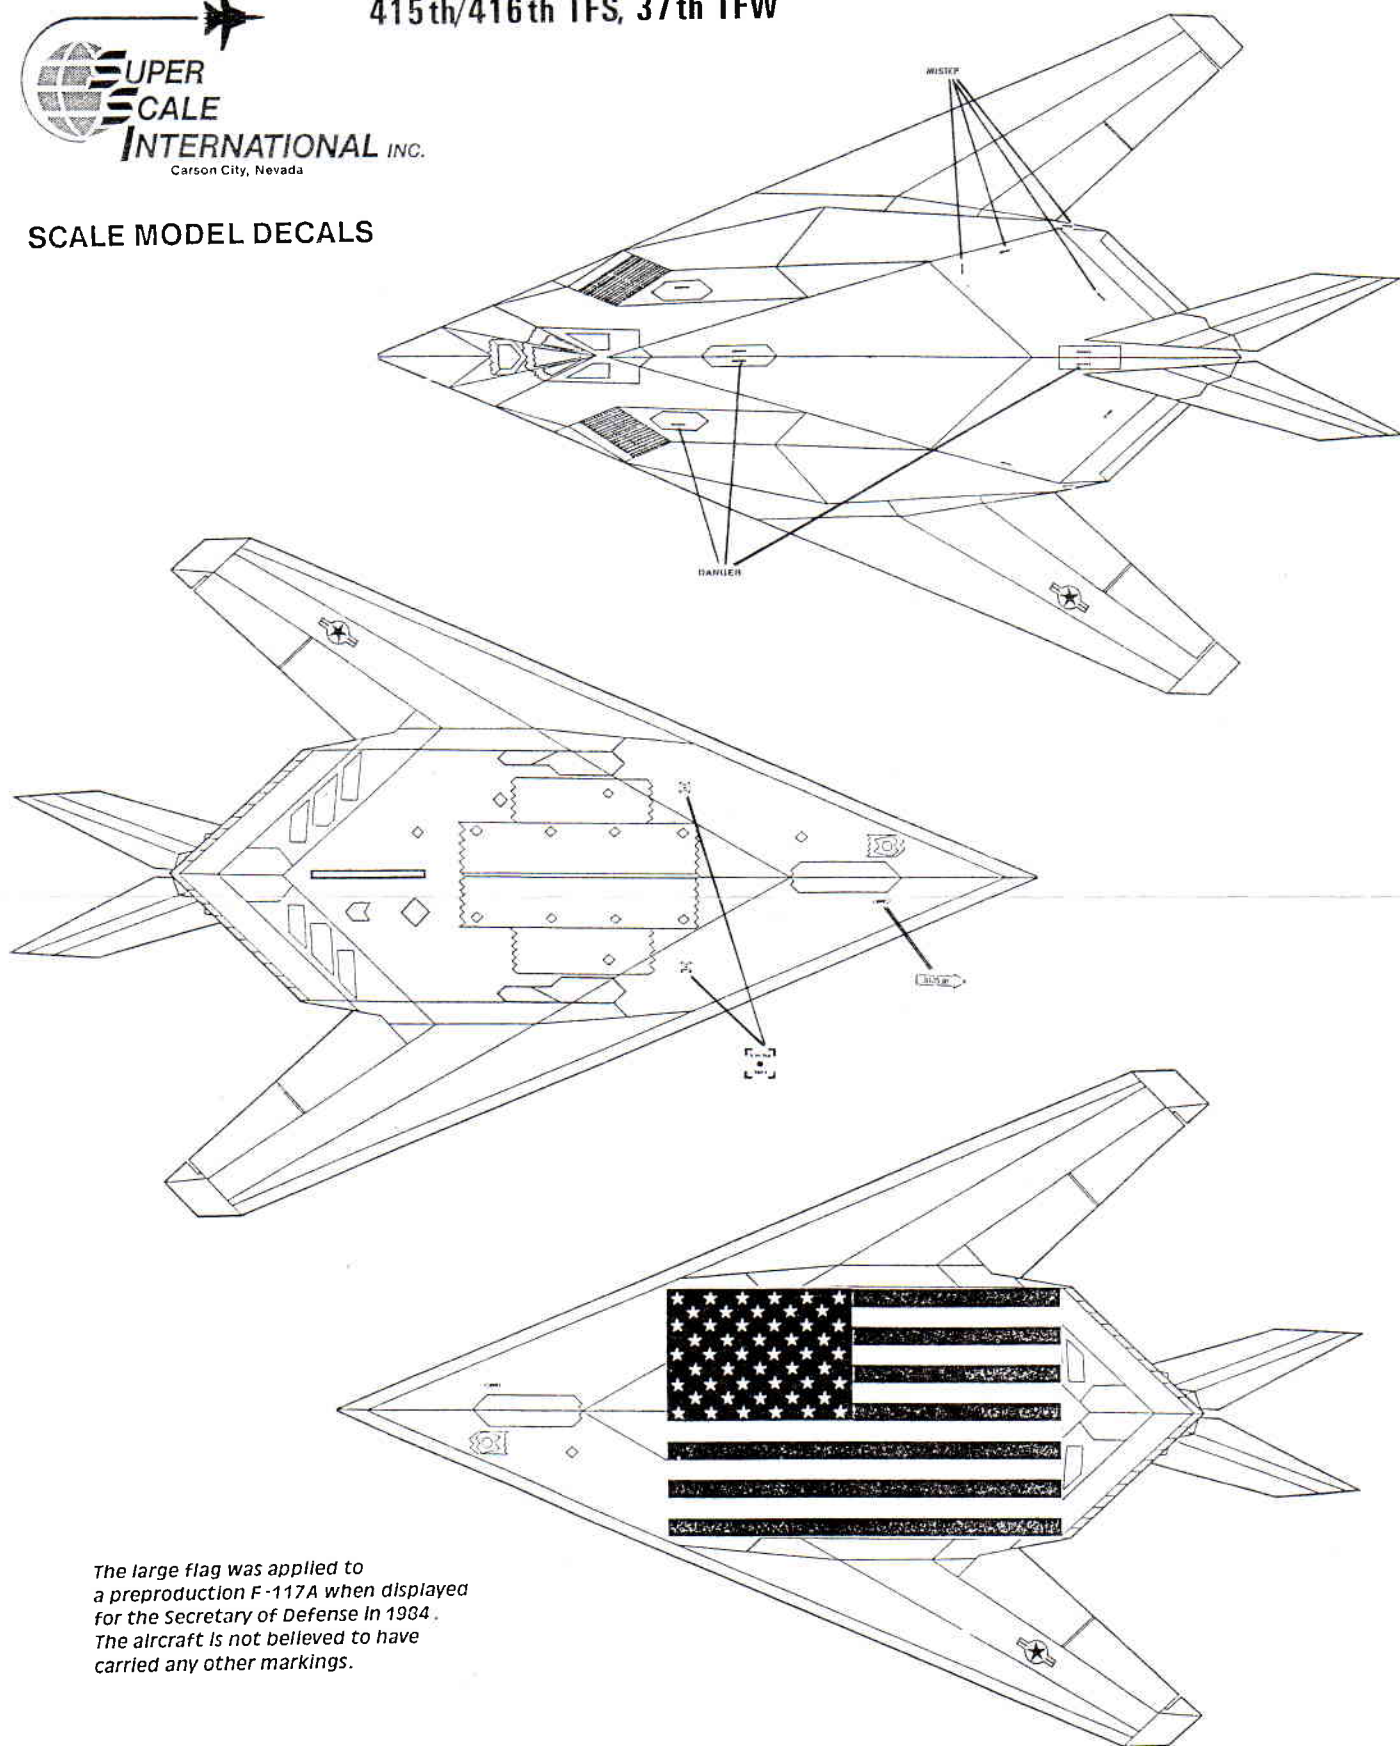 415th/416th TFS, 37th TFW
SUPER
SCALE
INTERNATIONAL INC.
Carson City, Nevada
SCALE MODEL DECALS
DANGER
The large flag was applied to
a preproduction F-117A when displayed
for the Secretary of Defense in 1984.
The aircraft is not believed to have
carried any other markings.